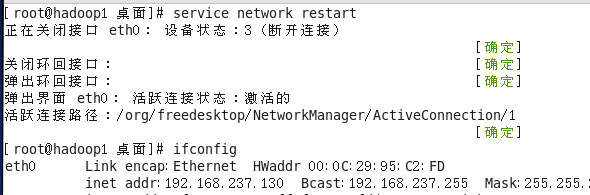 [root@hadoop1 桌面]# service network restart
正在关闭接口 eth0： 设备状态：3 (断开连接)
[确定]
关闭环回接口： [确定]
弹出环回接口： [确定]
弹出界面 eth0： 活跃连接状态：激活的
活跃连接路径：/org/freedesktop/NetworkManager/ActiveConnection/1
[确定]
[root@hadoop1 桌面]# ifconfig
eth0 Link encap:Ethernet HWaddr 00:0C:29:95:C2:FD
inet addr:192.168.237.130 Bcast:192.168.237.255 Mask:255.255.